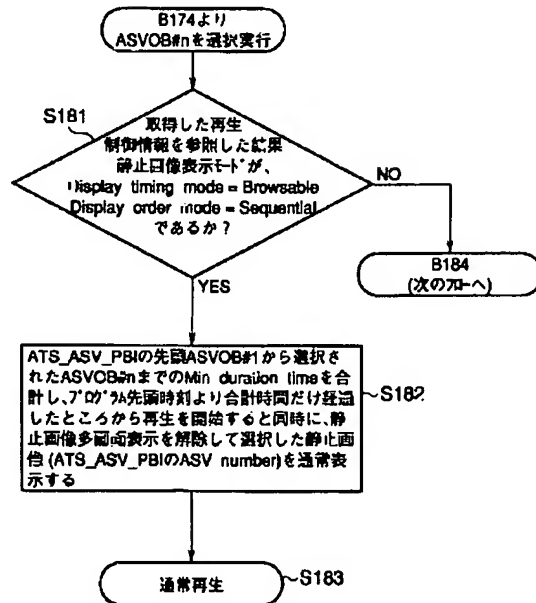 B174より
ASVOB#nを選択実行
S181
取得した再生
制御情報を参照した結果
静止画像表示モードが、
Display timing mode = Browsable
Display order mode = Sequential
であるか?
NO
B184
(次のフローへ)
YES
ATS_ASV_PBIの先頭ASVOB#1から選択さ
れたASVOB#nまでのMin duration timeを合
計し、プログラム先頭時刻より合計時間だけ経過
したところから再生を開始すると同時に、静
止画像多画面表示を解除して選択した静止画
像(ATS_ASV_PBIのASV number)を通常表
示する
S182
通常再生
S183